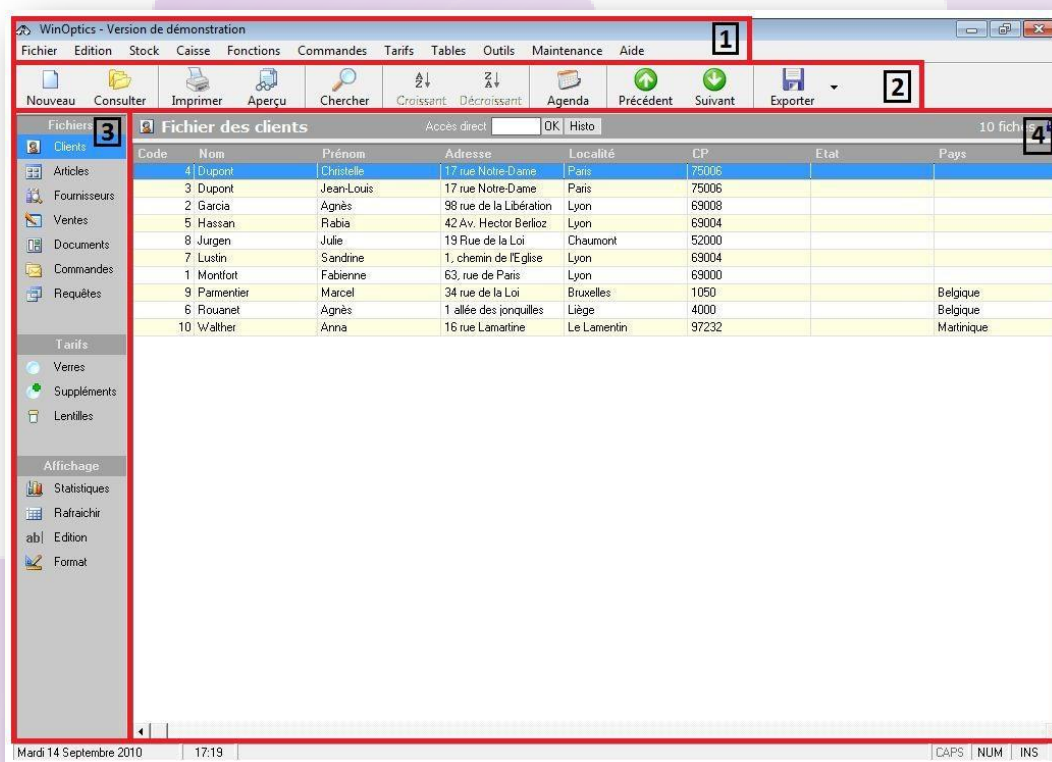 WinOptics - Version de démonstration
Fichier Edition Stock Caisse Fonctions Commandes Tarifs Tables Outils Maintenance Aide
1
Nouveau Consulter Imprimer Aperçu Chercher Croissant Décroissant Agenda Précédent Suivant Exporter
2
Fichiers
3
Clients
Articles
Fournisseurs
Ventes
Documents
Commandes
Requêtes
Tarifs
Verres
Suppléments
Lentilles
Affichage
Statistiques
Rafraichir
Edition
Format
Fichier des clients Accès direct OK Histo 10 fiches
4
Code Nom Prénom Adresse Localité CP Etat Pays
4 Dupont Christelle 17 rue Notre-Dame Paris 75006
3 Dupont Jean-Louis 17 rue Notre-Dame Paris 75006
2 Garcia Agnès 98 rue de la Libération Lyon 69008
5 Hassan Rabia 42 Av. Hector Berlioz Lyon 69004
8 Jurgen Julie 19 Rue de la Loi Chaumont 52000
7 Lustin Sandrine 1, chemin de l'Eglise Lyon 69004
1 Montfort Fabienne 63, rue de Paris Lyon 69000
9 Parmentier Marcel 34 rue de la Loi Bruxelles 1050 Belgique
6 Rouanet Agnès 1 allée des jonquilles Liège 4000 Belgique
10 Walther Anna 16 rue Lamartine Le Lamentin 97232 Martinique
Mardi 14 Septembre 2010 17:19 CAPS NUM INS